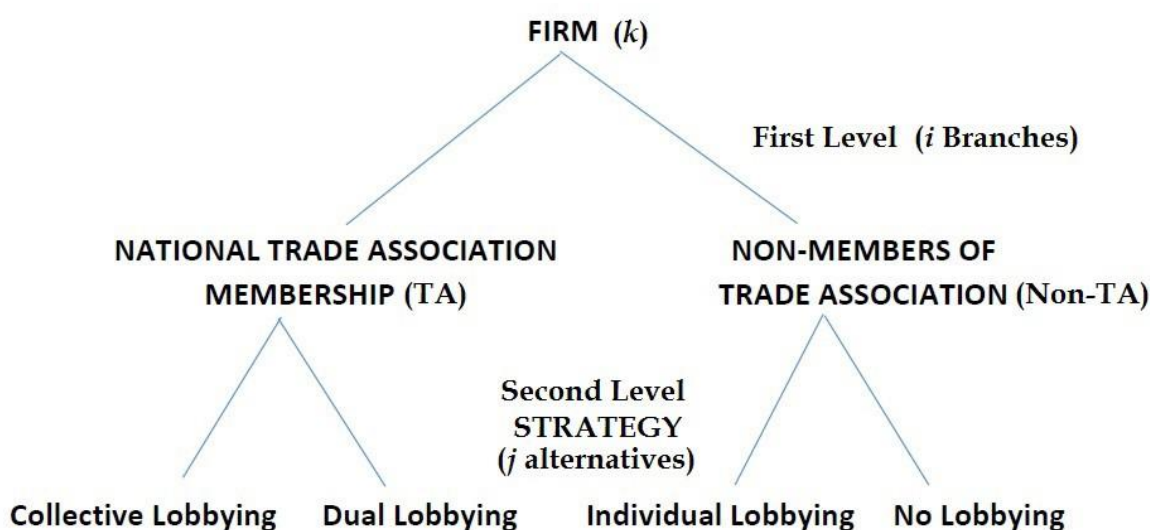 FIRM (k)
First Level (i Branches)
NATIONAL TRADE ASSOCIATION
MEMBERSHIP (TA)
NON-MEMBERS OF
TRADE ASSOCIATION (Non-TA)
Second Level
STRATEGY
(j alternatives)
Collective Lobbying
Dual Lobbying
Individual Lobbying
No Lobbying